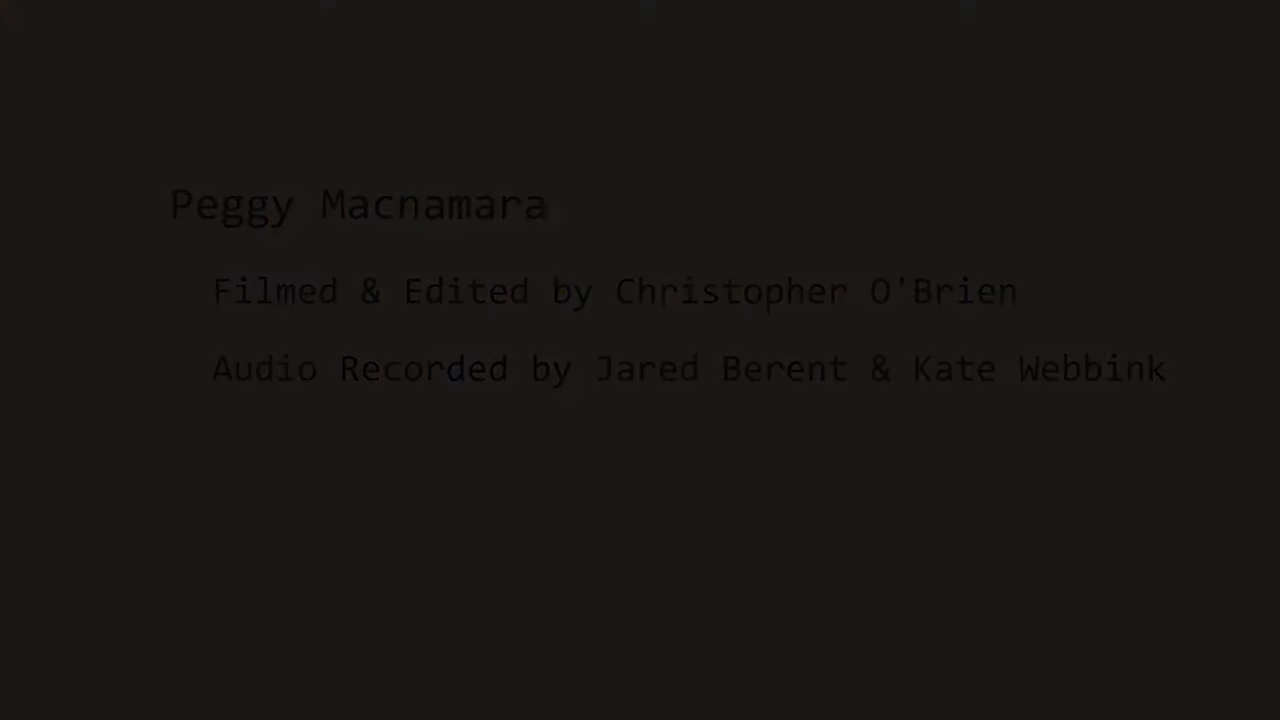 Peggy Macnamara
Filmed & Edited by Christopher O'Brien
Audio Recorded by Jared Berent & Kate Webbink